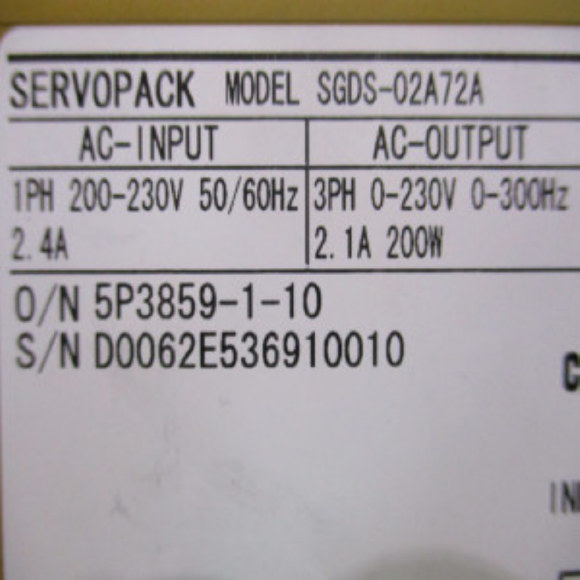 SERVOPACK MODEL SGDS-02A72A
AC-INPUT AC-OUTPUT
1PH 200-230V 50/60Hz 3PH 0-230V 0-300Hz
2.4A 2.1A 200W
O/N 5P3859-1-10
S/N D0062E536910010